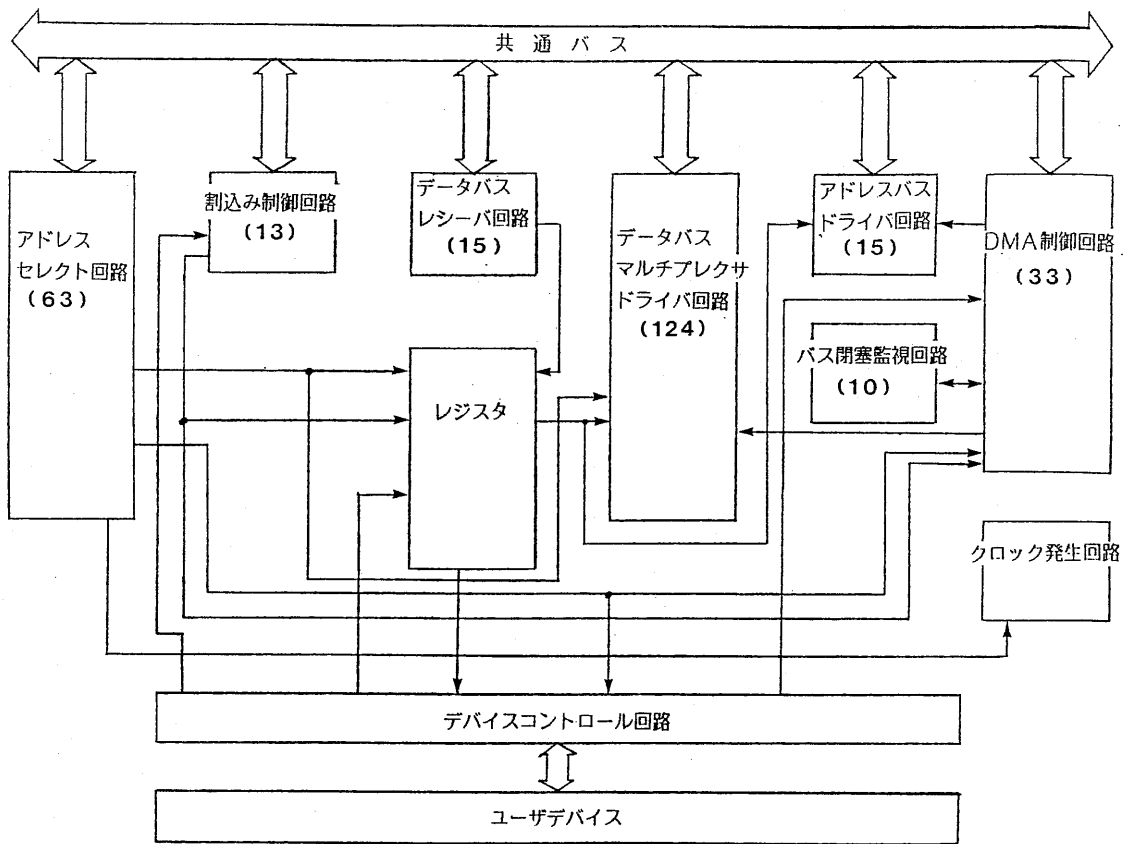 共通バス
アドレス
セレクト回路
(63)
割込み制御回路
(13)
データバス
レシーバ回路
(15)
データバス
マルチプレクサ
ドライバ回路
(124)
アドレスバス
ドライバ回路
(15)
DMA制御回路
(33)
バス閉塞監視回路
(10)
レジスタ
クロック発生回路
デバイスコントロール回路
ユーザデバイス